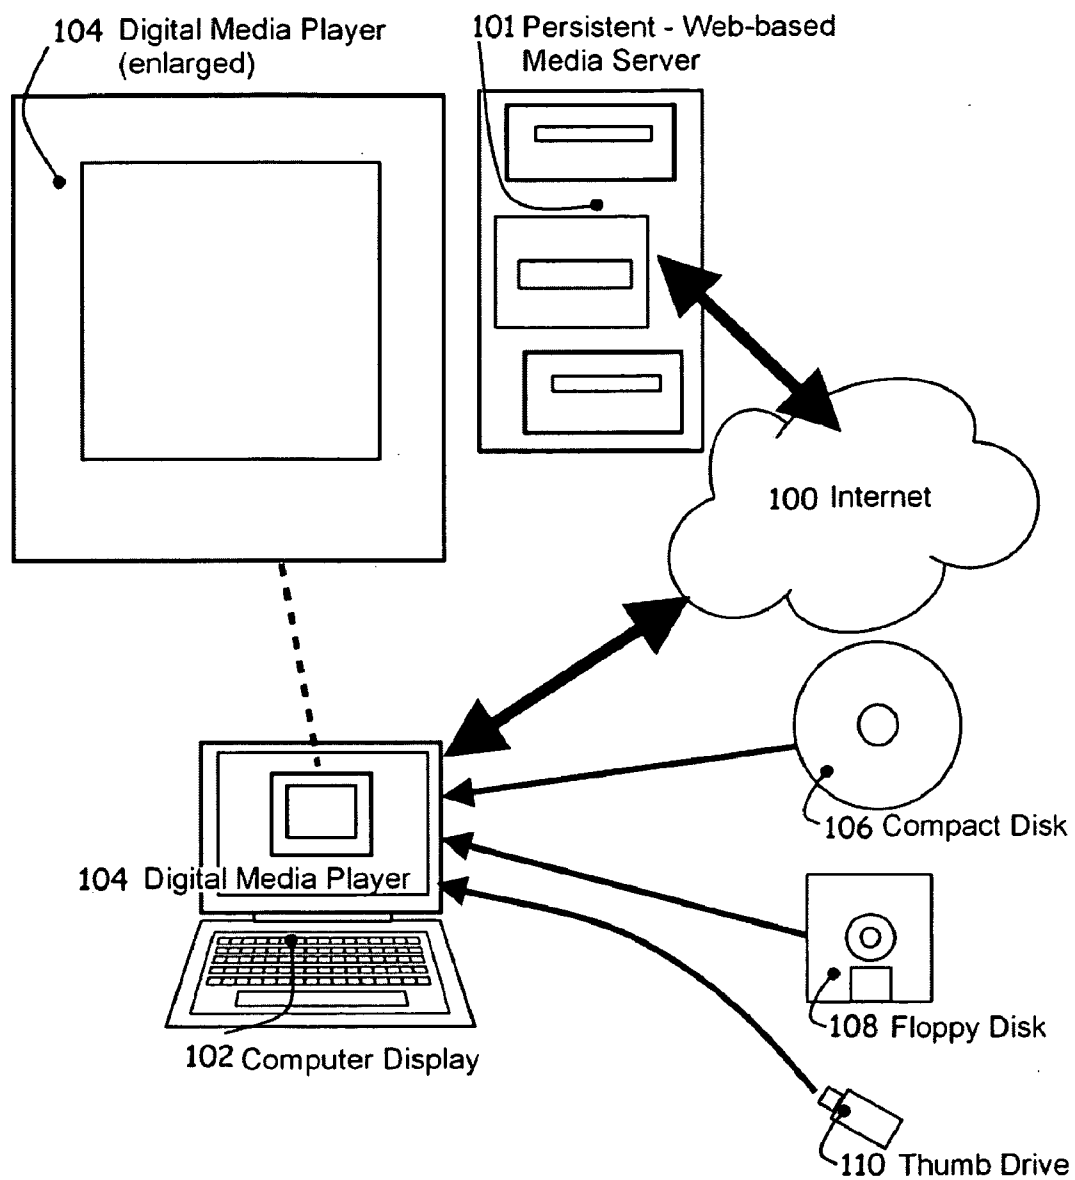 104 Digital Media Player
(enlarged)
101 Persistent - Web-based
Media Server
100 Internet
106 Compact Disk
104 Digital Media Player
108 Floppy Disk
102 Computer Display
110 Thumb Drive